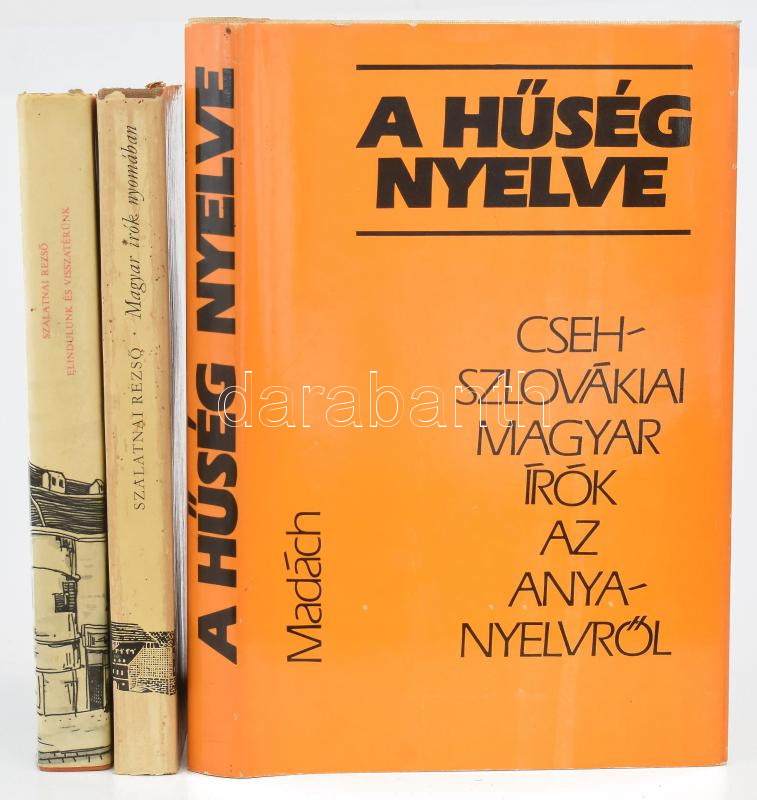 SZALATNAI REZSŐ
ELINDULUNK ÉS VISSZATÉRÜNK
SZALATNAI REZSŐ · Magyar írók nyomában
A HŰSÉG NYELVE
A HŰSÉG
NYELVE
CSEH-
SZLOVÁKIAI
MAGYAR
ÍRÓK
AZ
ANYA-
NYELVRŐL
Madách
darabanth